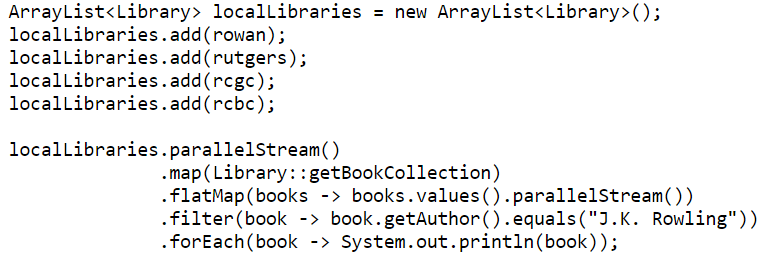 ArrayList<Library> localLibraries = new ArrayList<Library>();
localLibraries.add(rowan);
localLibraries.add(rutgers);
localLibraries.add(rcgc);
localLibraries.add(rcbc);

localLibraries.parallelStream()
              .map(Library::getBookCollection)
              .flatMap(books -> books.values().parallelStream())
              .filter(book -> book.getAuthor().equals("J.K. Rowling"))
              .forEach(book -> System.out.println(book));